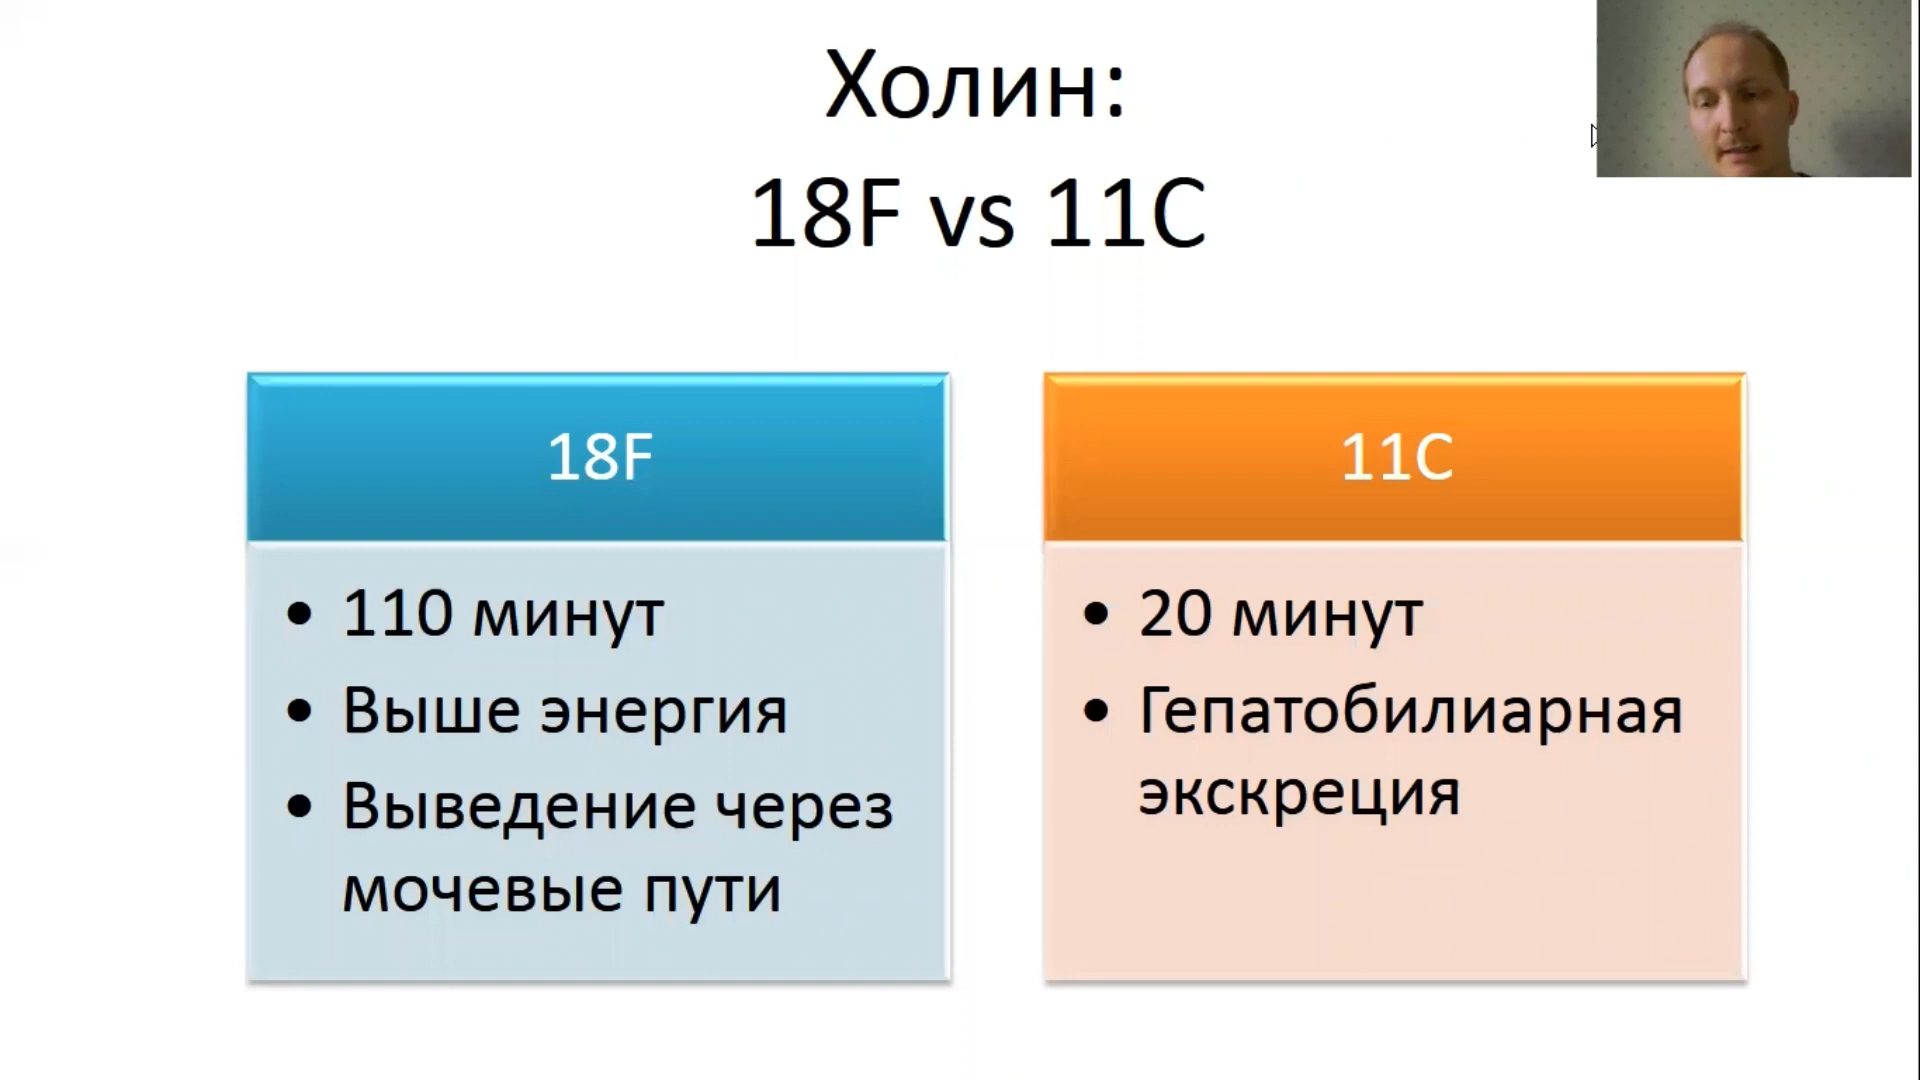 Холин:
18F vs 11C
18F
• 110 минут
• Выше энергия
• Выведение через
мочевые пути
11C
• 20 минут
• Гепатобилиарная
экскреция